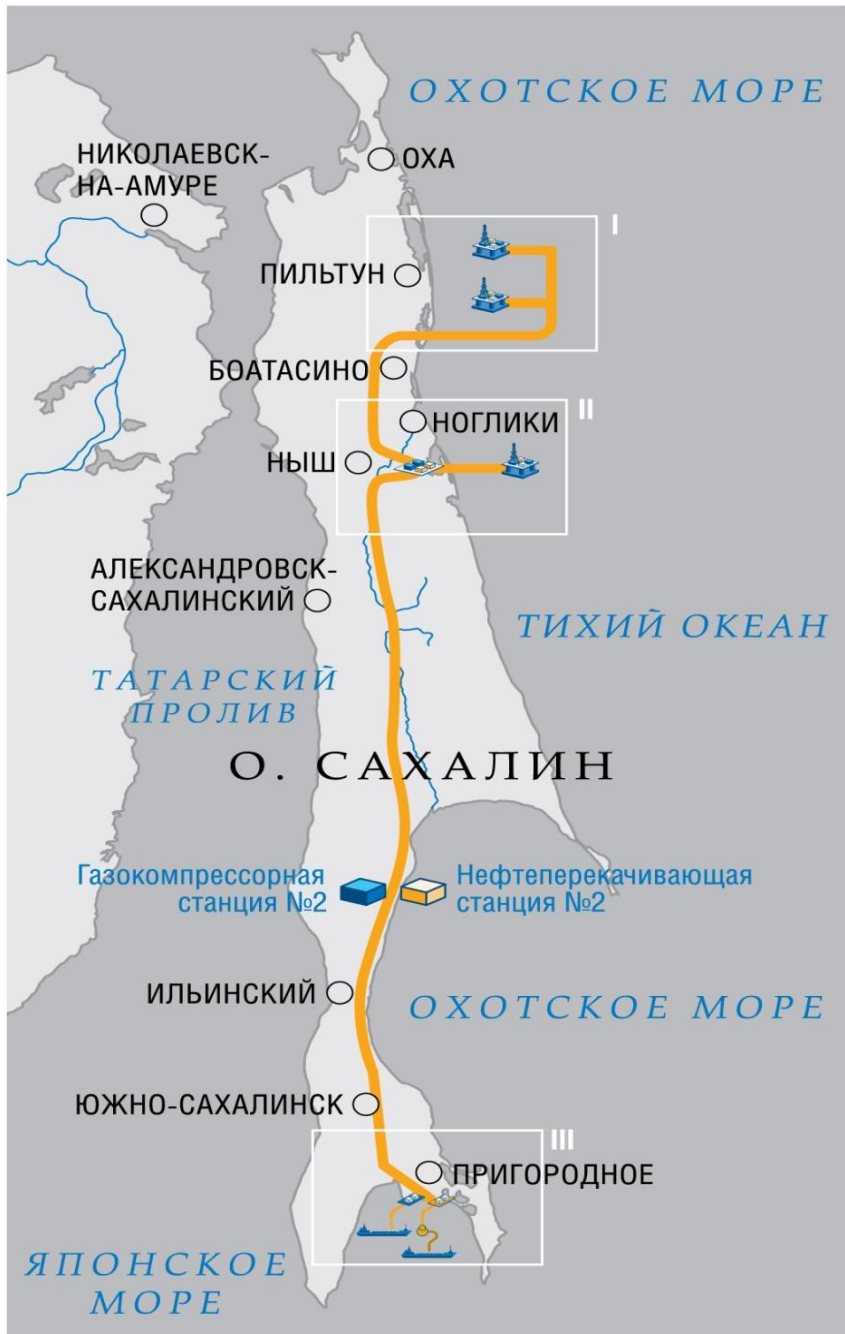 ОХОТСКОЕ МОРЕ
НИКОЛАЕВСК-
НА-АМУРЕ
ОХА
I
ПИЛЬТУН
БОАТАСИНО
II
НОГЛИКИ
НЫШ
АЛЕКСАНДРОВСК-
САХАЛИНСКИЙ
ТИХИЙ ОКЕАН
ТАТАРСКИЙ
ПРОЛИВ
О. САХАЛИН
Газокомпрессорная
станция №2
Нефтеперекачивающая
станция №2
ИЛЬИНСКИЙ
ОХОТСКОЕ МОРЕ
ЮЖНО-САХАЛИНСК
III
ПРИГОРОДНОЕ
ЯПОНСКОЕ
МОРЕ